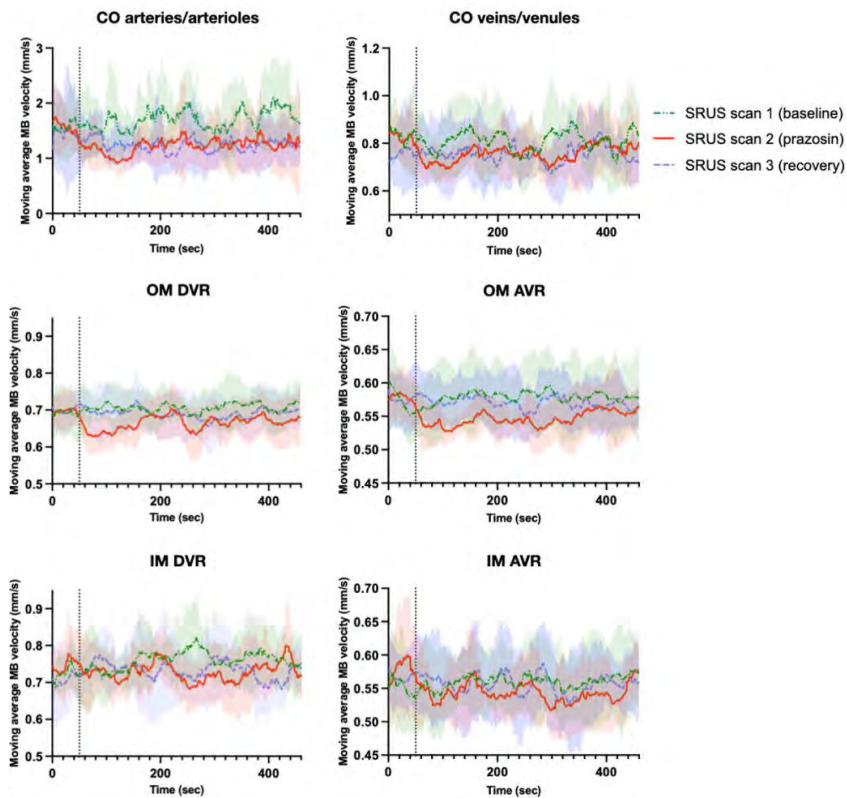 CO arteries/arterioles
Moving average MB velocity (mm/s)
3
2
1
0
0 200 400
Time (sec)
CO veins/venules
Moving average MB velocity (mm/s)
1.2
1.0
0.8
0.6
0 200 400
Time (sec)
SRUS scan 1 (baseline)
SRUS scan 2 (prazosin)
SRUS scan 3 (recovery)
OM DVR
Moving average MB velocity (mm/s)
0.9
0.8
0.7
0.6
0.5
0 200 400
Time (sec)
OM AVR
Moving average MB velocity (mm/s)
0.70
0.65
0.60
0.55
0.50
0.45
0 200 400
Time (sec)
IM DVR
Moving average MB velocity (mm/s)
0.9
0.8
0.7
0.6
0.5
0 200 400
Time (sec)
IM AVR
Moving average MB velocity (mm/s)
0.70
0.65
0.60
0.55
0.50
0.45
0 200 400
Time (sec)